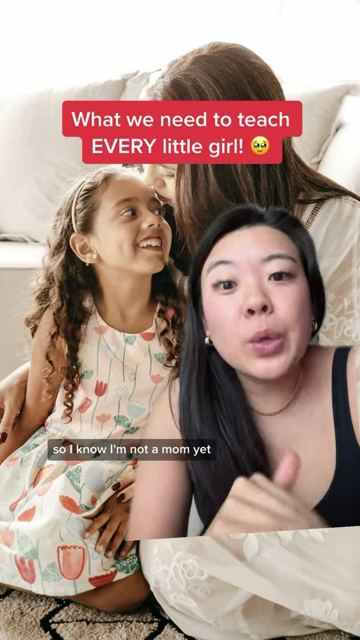 What we need to teach
EVERY little girl! 🥹
so I know I'm not a mom yet